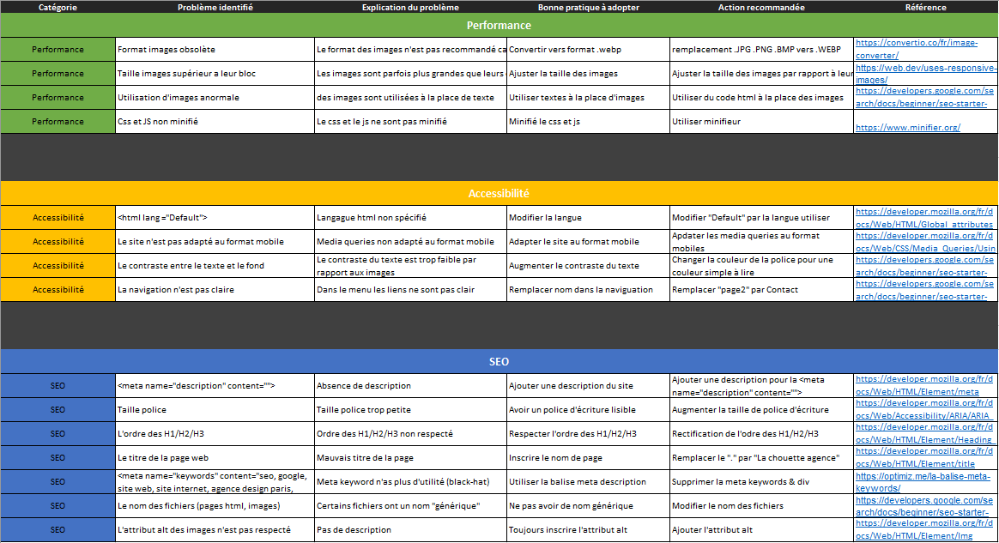 Catégorie Problème identifié Explication du problème Bonne pratique à adopter Action recommandée Référence
Performance
Performance Format images obsolète Le format des images n'est pas recommandé ca Convertir vers format .webp remplacement .JPG .PNG .BMP vers .WEBP https://convertio.co/fr/image-
converter/
Performance Taille images supérieur a leur bloc Les images sont parfois plus grandes que leurs Ajuster la taille des images Ajuster la taille des images par rapport à leur https://web.dev/uses-responsive-
images/
Performance Utilisation d'images anormale des images sont utilisées à la place de texte Utiliser textes à la place d'images Utiliser du code html à la place des images https://developers.google.com/se
arch/docs/beginner/seo-starter-
Performance Css et JS non minifié Le css et le js ne sont pas minifié Minifié le css et js Utiliser minifieur https://www.minifier.org/
Accessibilité
Accessibilité <html lang ="Default"> Langague html non spécifié Modifier la langue Modifier "Default" par la langue utiliser https://developer.mozilla.org/fr/d
ocs/Web/HTML/Global_attributes
Accessibilité Le site n'est pas adapté au format mobile Media queries non adapté au format mobile Adapter le site au format mobile Apdater les media queries au format
mobiles https://developer.mozilla.org/fr/d
ocs/Web/CSS/Media_Queries/Usin
Accessibilité Le contraste entre le texte et le fond Le contraste du texte est trop faible par
rapport aux images Augmenter le contraste du texte Changer la couleur de la police pour une
couleur simple à lire https://developers.google.com/se
arch/docs/beginner/seo-starter-
Accessibilité La navigation n'est pas claire Dans le menu les liens ne sont pas clair Remplacer nom dans la naviguation Remplacer "page2" par Contact https://developers.google.com/se
arch/docs/beginner/seo-starter-
SEO
SEO <meta name="description" content=""> Absence de description Ajouter une description du site Ajouter une description pour la <meta
name="description" content=""> https://developer.mozilla.org/fr/d
ocs/Web/HTML/Element/meta
SEO Taille police Taille police trop petite Avoir un police d'écriture lisible Augmenter la taille de police d'écriture https://developer.mozilla.org/fr/d
ocs/Web/Accessibility/ARIA/ARIA_
SEO L'ordre des H1/H2/H3 Ordre des H1/H2/H3 non respecté Respecter l'ordre des H1/H2/H3 Rectification de l'odre des H1/H2/H3 https://developer.mozilla.org/fr/d
ocs/Web/HTML/Element/Heading_
SEO Le titre de la page web Mauvais titre de la page Inscrire le nom de page Remplacer le "." par "La chouette agence" https://developer.mozilla.org/fr/d
ocs/Web/HTML/Element/title
SEO <meta name="keywords" content="seo, google,
site web, site internet, agence design paris, Meta keyword n'as plus d'utilité (black-hat) Utiliser la balise meta description Supprimer la meta keywords & div https://optimiz.me/la-balise-meta-
keywords/
SEO Le nom des fichiers (pages html, images) Certains fichiers ont un nom "générique" Ne pas avoir de nom générique Modifier le nom des fichiers https://developers.google.com/se
arch/docs/beginner/seo-starter-
SEO L'attribut alt des images n'est pas respecté Pas de description Toujours inscrire l'attribut alt Ajouter l'attribut alt https://developer.mozilla.org/fr/d
ocs/Web/HTML/Element/Img